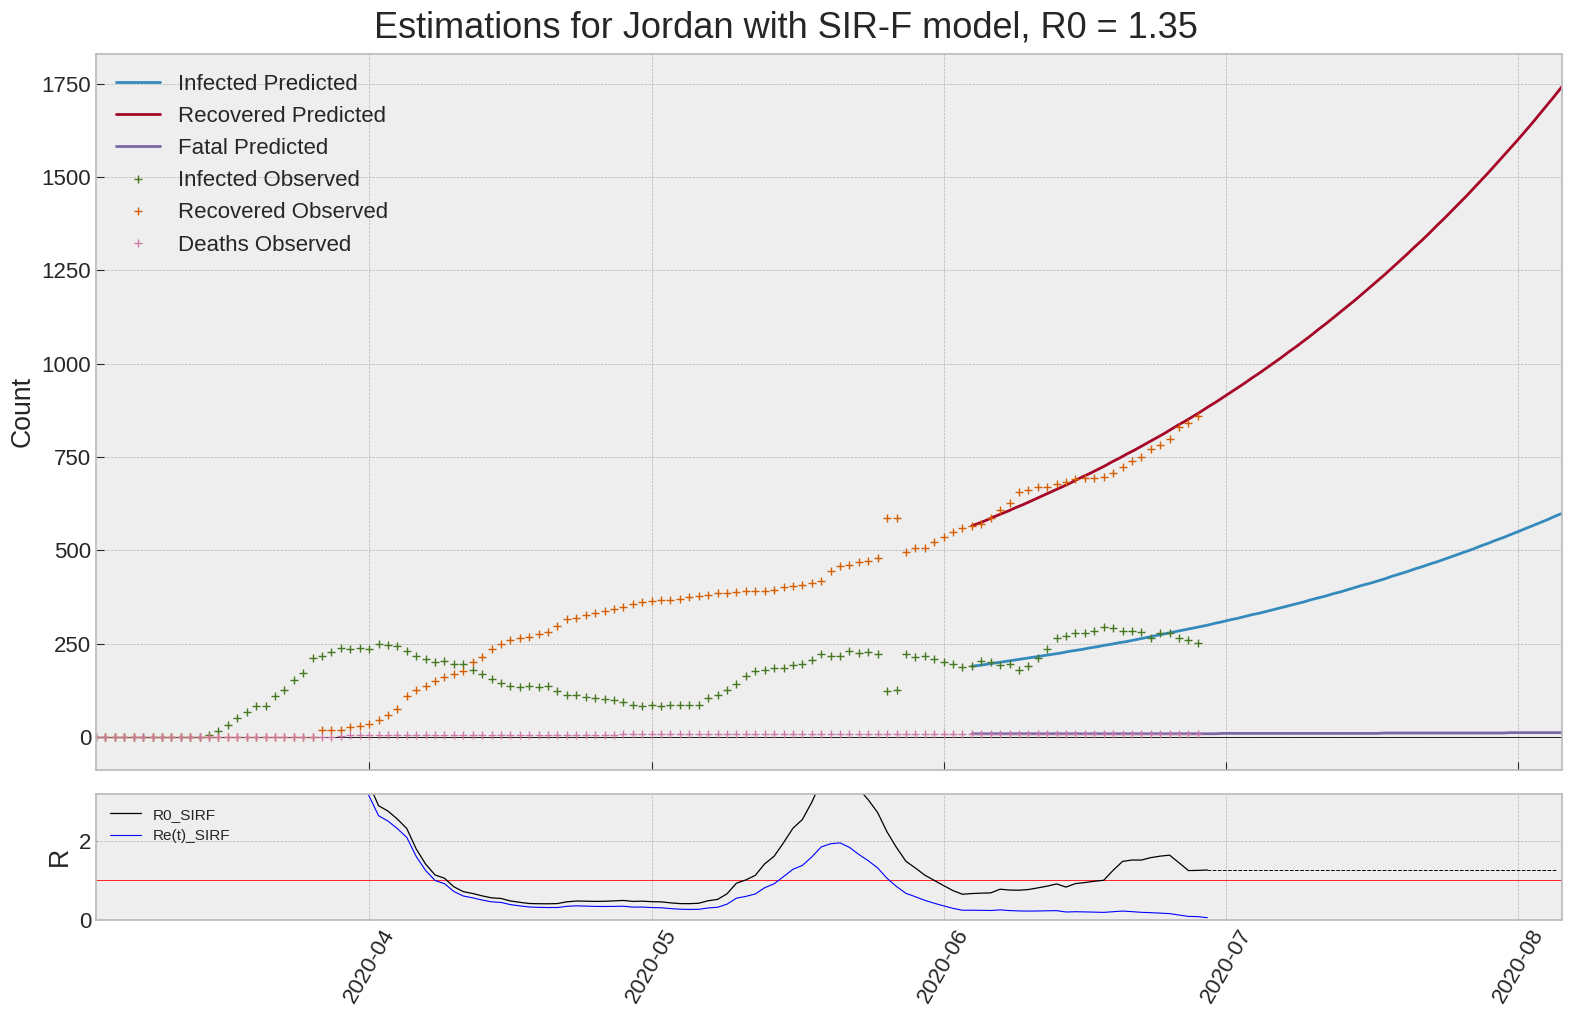 Estimations for Jordan with SIR-F model, R0 = 1.35
Infected Predicted
Recovered Predicted
Fatal Predicted
Infected Observed
Recovered Observed
Deaths Observed
1750
1500
1250
1000
750
500
250
0
Count
R0_SIRF
Re(t)_SIRF
2
0
R
2020-04
2020-05
2020-06
2020-07
2020-08